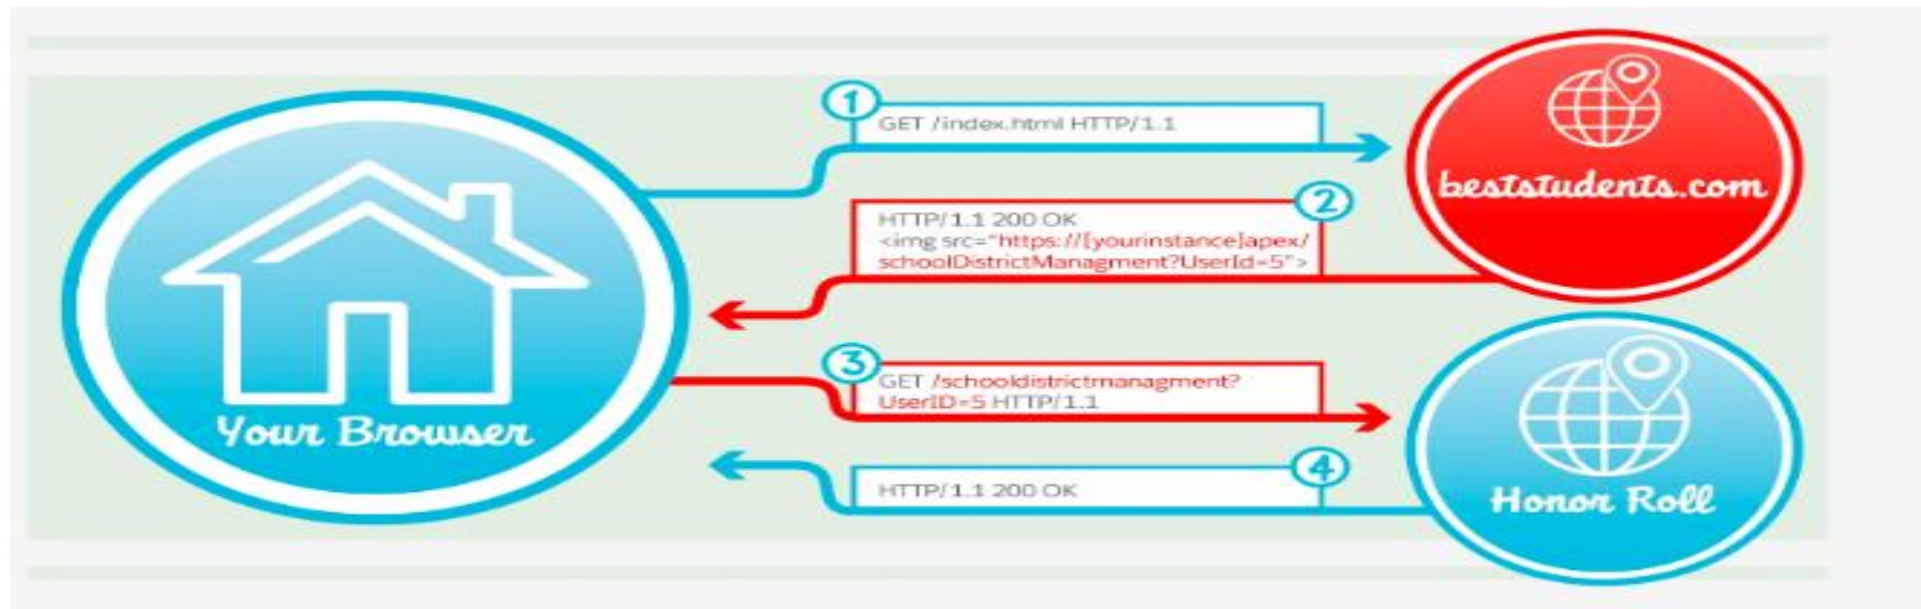 1
GET /index.html HTTP/1.1
beststudents.com
2
HTTP/1.1 200 OK
<img src="https://[yourinstance]apex/
schoolDistrictManagment?UserId=5">
3
GET /schooldistrictmanagment?
UserID=5 HTTP/1.1
4
HTTP/1.1 200 OK
Your Browser
Honor Roll